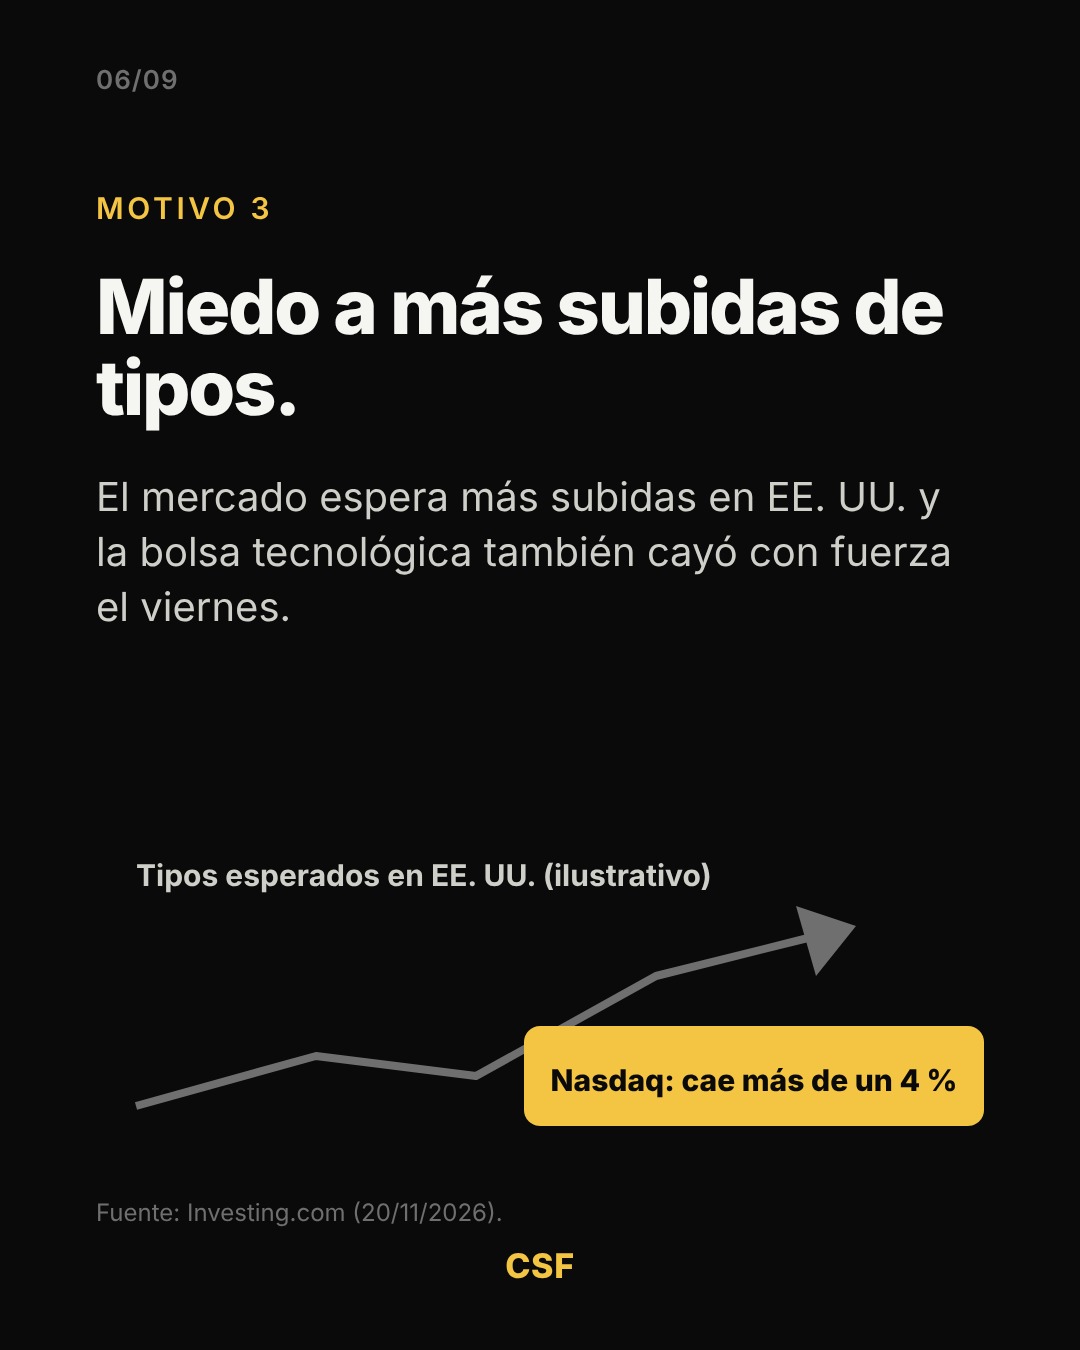 06/09
MOTIVO 3
Miedo a más subidas de
tipos.
El mercado espera más subidas en EE. UU. y
la bolsa tecnológica también cayó con fuerza
el viernes.
Tipos esperados en EE. UU. (ilustrativo)
Nasdaq: cae más de un 4 %
Fuente: Investing.com (20/11/2026).
CSF